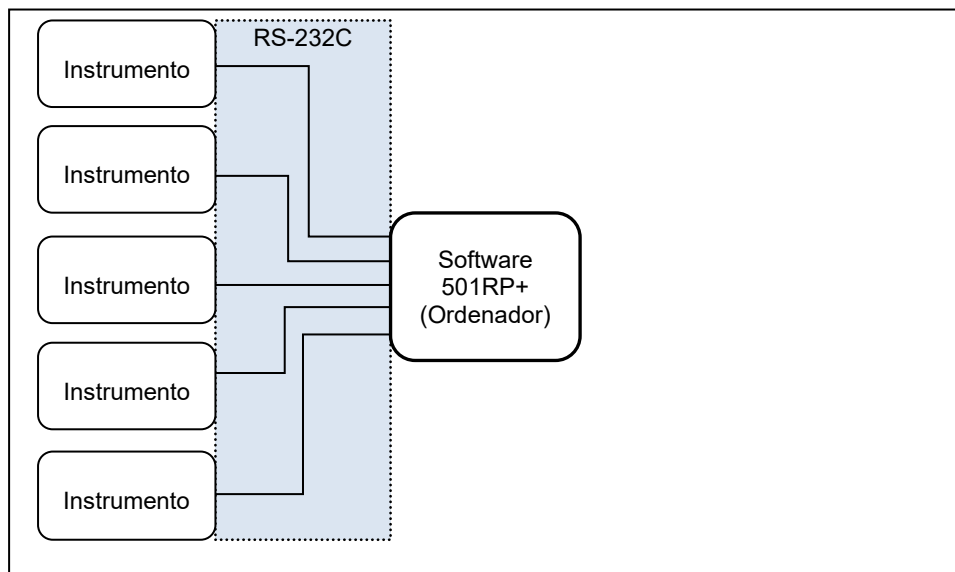 RS-232C
Instrumento
Instrumento
Instrumento
Instrumento
Instrumento
Software
501RP+
(Ordenador)